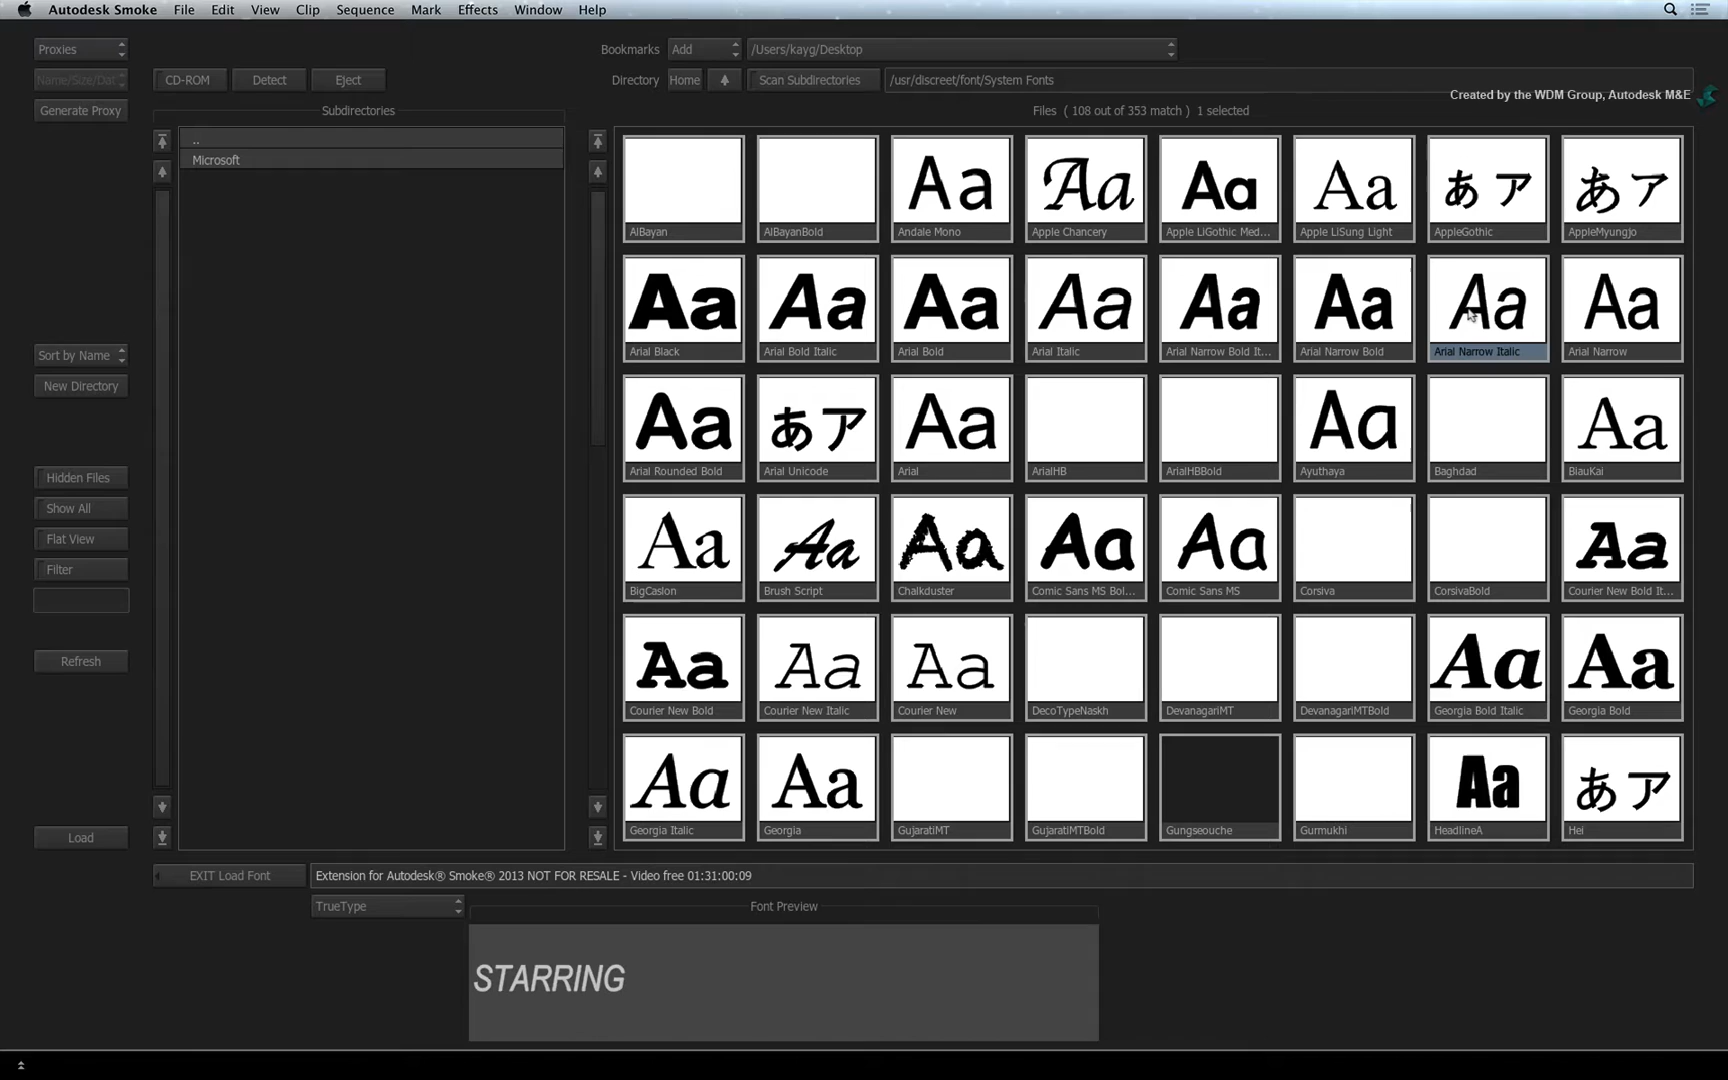 Autodesk Smoke File Edit View Clip Sequence Mark Effects Window Help
Proxies
Bookmarks Add /Users/kayg/Desktop
Name/Size/Dat CD-ROM Detect Eject
Directory Home Scan Subdirectories /usr/discreet/font/System Fonts
Created by the WDM Group, Autodesk M&E
Generate Proxy
Subdirectories
Files ( 108 out of 353 match ) 1 selected
..
Microsoft
Aa Aa Aa Aa あ ア あ ア
AlBayan AlBayanBold Andale Mono Apple Chancery Apple LiGothic Med... Apple LiSung Light AppleGothic AppleMyungjo
Aa Aa Aa Aa Aa Aa Aa Aa
Arial Black Arial Bold Italic Arial Bold Arial Italic Arial Narrow Bold It... Arial Narrow Bold Arial Narrow Italic Arial Narrow
Sort by Name
New Directory
Aa あ ア Aa Aa Aa
Arial Rounded Bold Arial Unicode Arial ArialHB ArialHBBold Ayuthaya Baghdad BiauKai
Hidden Files
Show All
Flat View
Filter
Aa Aa Aa Aa Aa Aa
BigCaslon Brush Script Chalkduster Comic Sans MS Bol... Comic Sans MS Corsiva CorsivaBold Courier New Bold It...
Refresh
Aa Aa Aa Aa Aa
Courier New Bold Courier New Italic Courier New DecoTypeNaskh DevanagariMT DevanagariMTBold Georgia Bold Italic Georgia Bold
Aa Aa Aa あ ア
Georgia Italic Georgia GujaratiMT GujaratiMTBold Gungseouche Gurmukhi HeadlineA Hei
Load
EXIT Load Font Extension for Autodesk® Smoke® 2013 NOT FOR RESALE - Video free 01:31:00:09
TrueType
Font Preview
STARRING